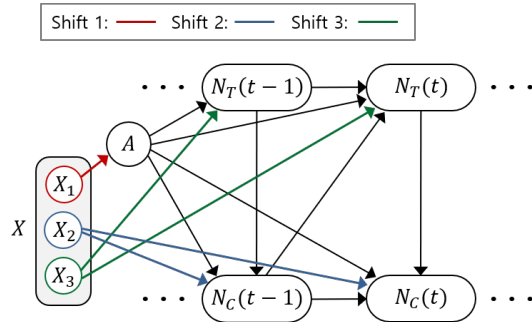 Shift 1: Shift 2: Shift 3:
· · · N_T(t − 1) N_T(t) · · ·
A
X_1
X X_2
X_3
· · · N_C(t − 1) N_C(t) · · ·